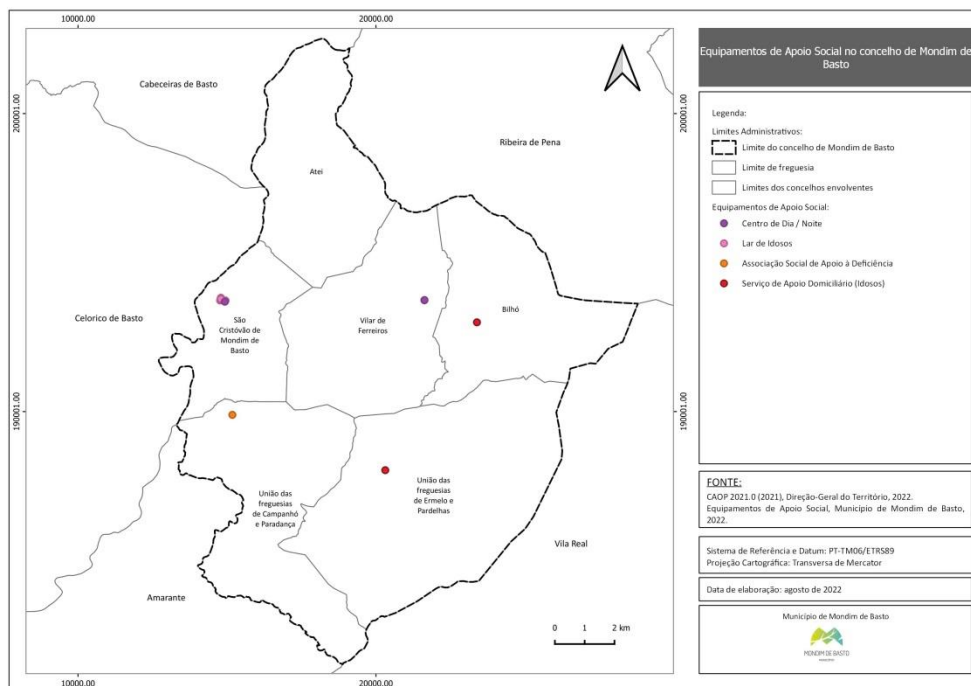 10000.00
20000.00
Equipamentos de Apoio Social no concelho de Mondim de
Basto
Cabeceiras de Basto
200001.00
200001.00
Ribeira de Pena
Atei
Legenda:
Limites Administrativos:
Limite do concelho de Mondim de Basto
Limite de freguesia
Limites dos concelhos envolventes
Equipamentos de Apoio Social:
Centro de Dia / Noite
Lar de Idosos
Associação Social de Apoio à Deficiência
Serviço de Apoio Domiciliário (Idosos)
Celorico de Basto
São
Cristóvão de
Mondim de
Basto
Vilar de
Ferreiros
Bilhó
190001.00
190001.00
União das
freguesias
de Campanhó
e Paradança
União das
freguesias
de Ermelo e
Pardelhas
Vila Real
Amarante
0 1 2 km
10000.00
20000.00
FONTE:
CAOP 2021.0 (2021), Direção-Geral do Território, 2022.
Equipamentos de Apoio Social, Município de Mondim de Basto,
2022.
Sistema de Referência e Datum: PT-TM06/ETRS89
Projeção Cartográfica: Transversa de Mercator
Data de elaboração: agosto de 2022
Município de Mondim de Basto
MONDIM DE BASTO